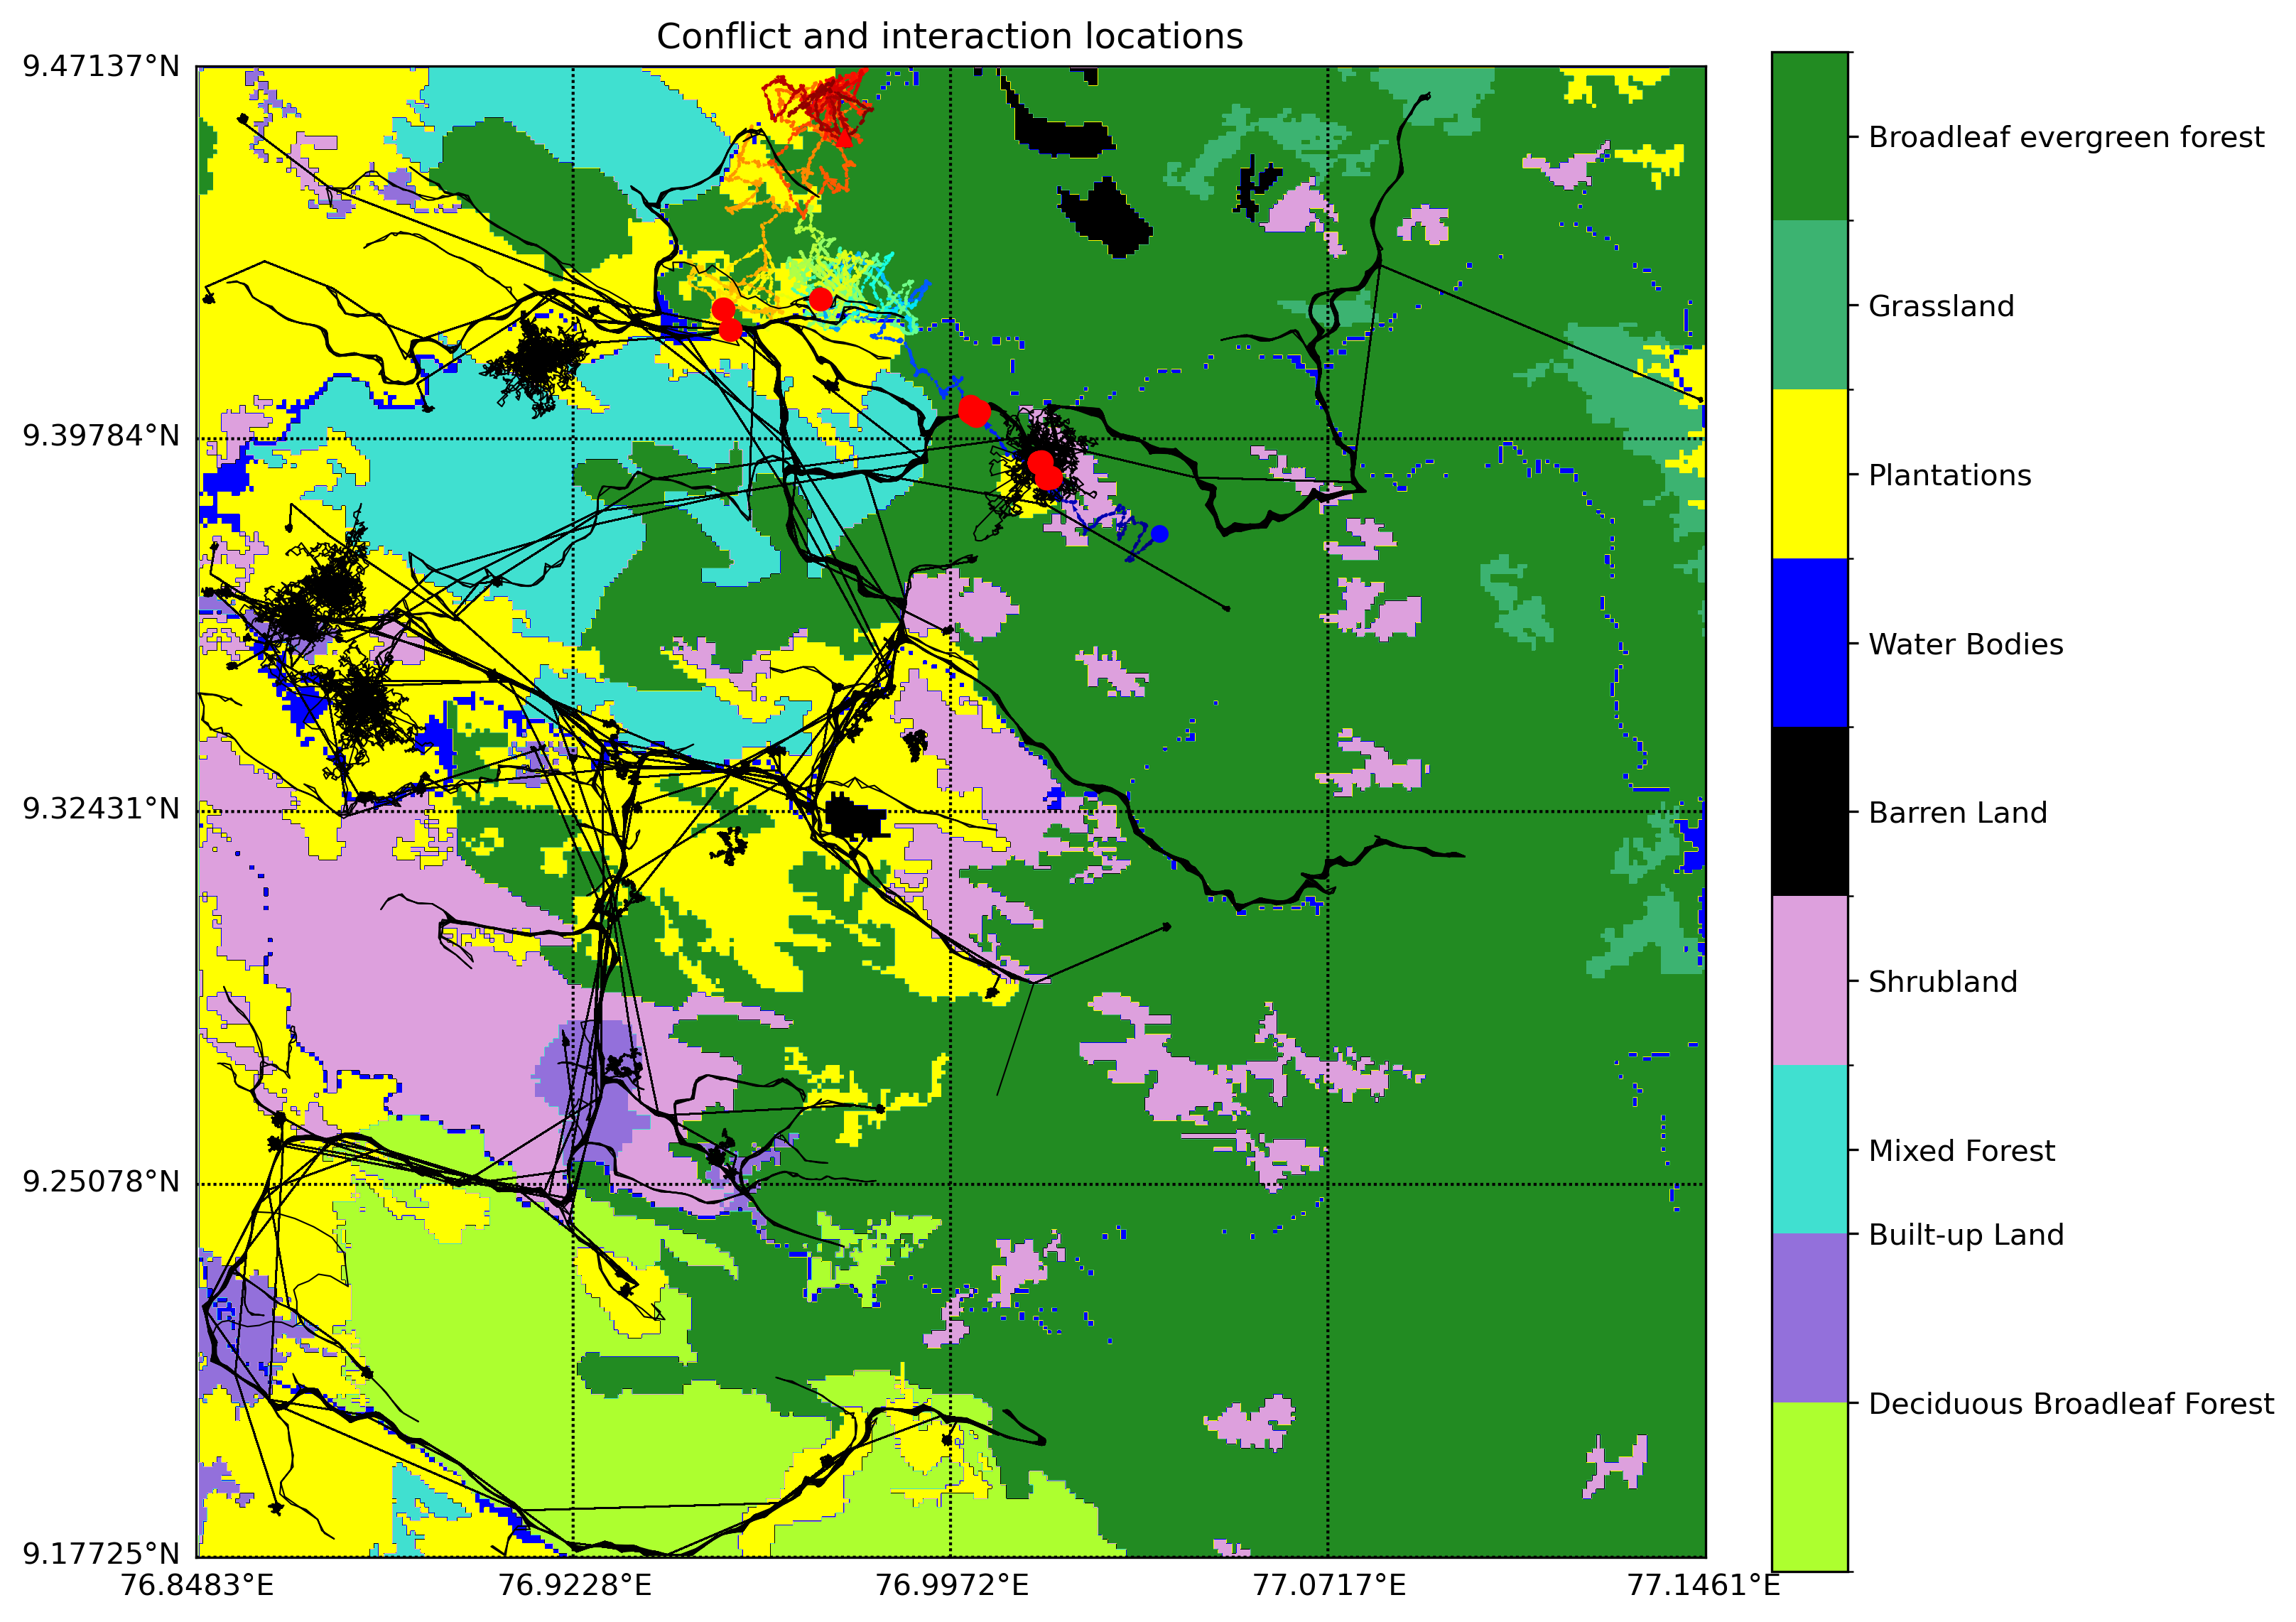 Conflict and interaction locations
9.47137°N
9.39784°N
9.32431°N
9.25078°N
9.17725°N
76.8483°E
76.9228°E
76.9972°E
77.0717°E
77.1461°E
Broadleaf evergreen forest
Grassland
Plantations
Water Bodies
Barren Land
Shrubland
Mixed Forest
Built-up Land
Deciduous Broadleaf Forest